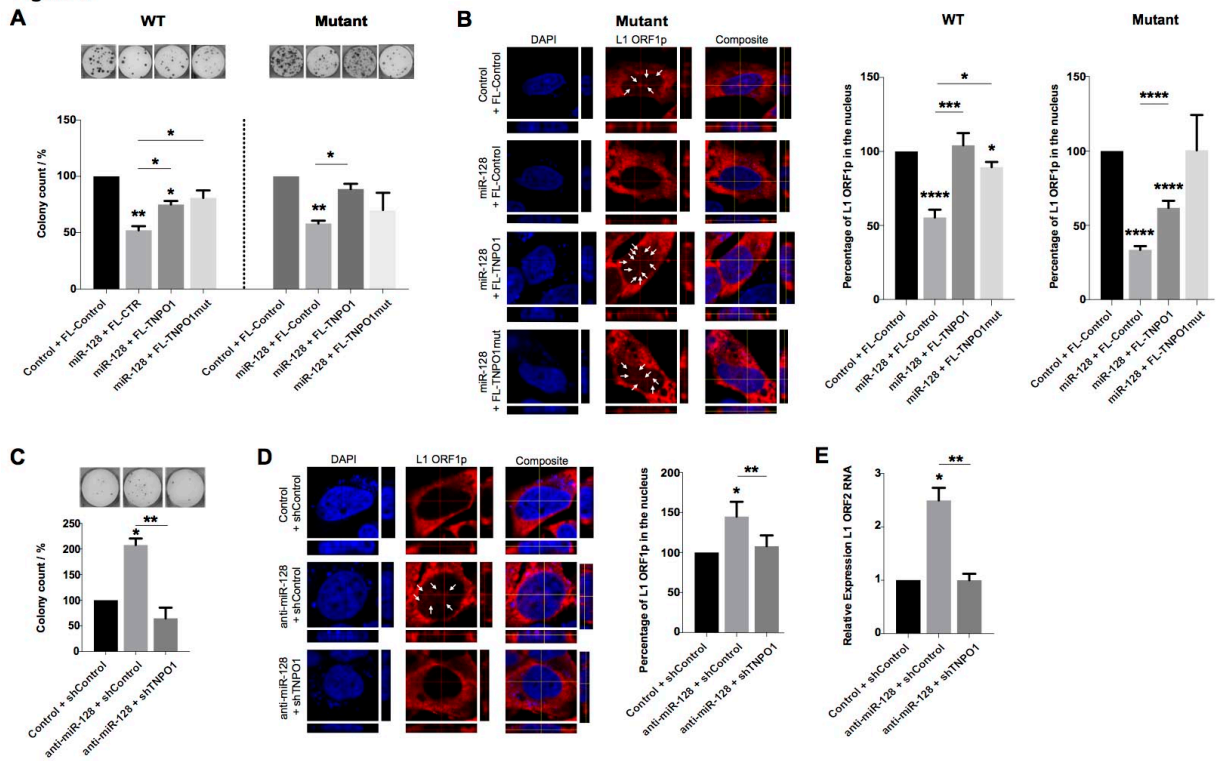 A
WT
Mutant
Colony count / %
150
100
50
0
**
*
*
*
**
*
Control + FL-Control
miR-128 + FL-CTR
miR-128 + FL-TNPO1
miR-128 + FL-TNPO1mut
Control + FL-Control
miR-128 + FL-Control
miR-128 + FL-TNPO1
miR-128 + FL-TNPO1mut
B
Mutant
DAPI
L1 ORF1p
Composite
Control
+ FL-Control
miR-128
+ FL-Control
miR-128
+ FL-TNPO1
miR-128
+ FL-TNPO1mut
WT
Percentage of L1 ORF1p in the nucleus
150
100
50
0
****
***
*
*
Control + FL-Control
miR-128 + FL-Control
miR-128 + FL-TNPO1
miR-128 + FL-TNPO1mut
Mutant
Percentage of L1 ORF1p in the nucleus
150
100
50
0
****
****
****
Control + FL-Control
miR-128 + FL-Control
miR-128 + FL-TNPO1
miR-128 + FL-TNPO1mut
C
Colony count / %
250
200
150
100
50
0
*
**
Control + shControl
anti-miR-128 + shControl
anti-miR-128 + shTNPO1
D
DAPI
L1 ORF1p
Composite
Control
+ shControl
anti-miR-128
+ shControl
anti-miR-128
+ shTNPO1
Percentage of L1 ORF1p in the nucleus
200
150
100
50
0
*
**
Control + shControl
anti-miR-128 + shControl
anti-miR-128 + shTNPO1
E
Relative Expression L1 ORF2 RNA
3
2
1
0
*
**
Control + shControl
anti-miR-128 + shControl
anti-miR-128 + shTNPO1